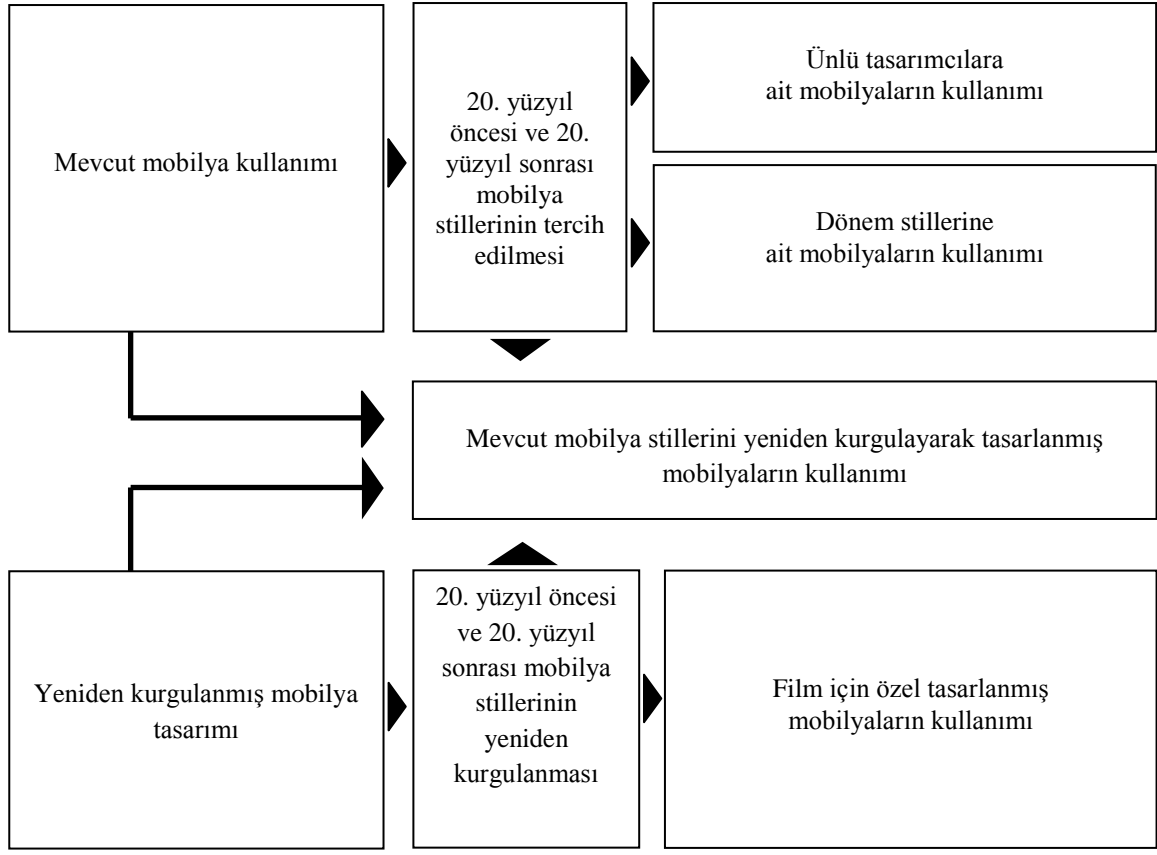 Mevcut mobilya kullanımı
20. yüzyıl
öncesi ve 20.
yüzyıl sonrası
mobilya
stillerinin tercih
edilmesi
Ünlü tasarımcılara
ait mobilyaların kullanımı
Dönem stillerine
ait mobilyaların kullanımı
Mevcut mobilya stillerini yeniden kurgulayarak tasarlanmış
mobilyaların kullanımı
Yeniden kurgulanmış mobilya
tasarımı
20. yüzyıl öncesi
ve 20. yüzyıl
sonrası mobilya
stillerinin
yeniden
kurgulanması
Film için özel tasarlanmış
mobilyaların kullanımı